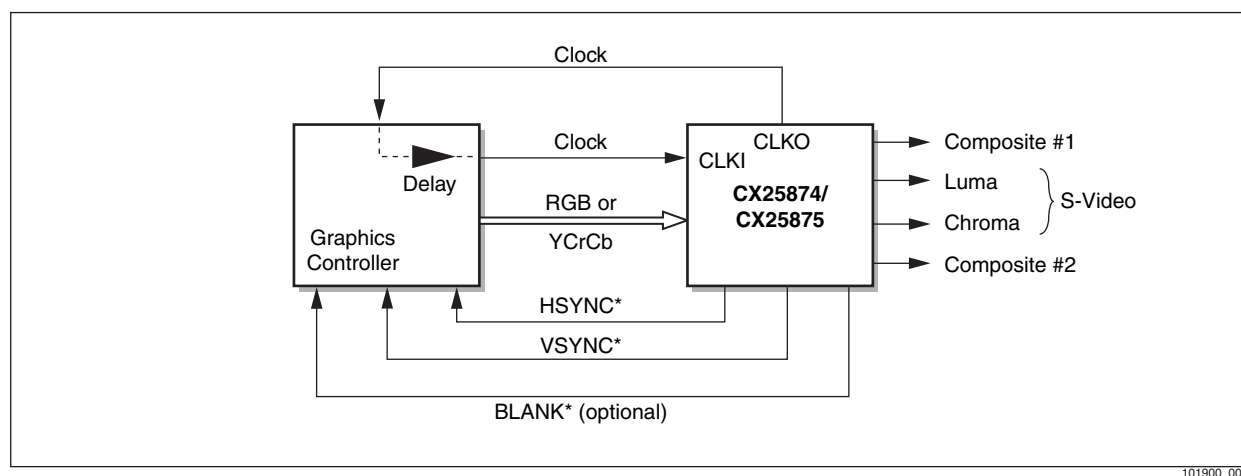 Clock
Clock
CLKO
CLKI
Delay
CX25874/
CX25875
RGB or
YCrCb
Graphics
Controller
Composite #1
Luma
Chroma
S-Video
Composite #2
HSYNC*
VSYNC*
BLANK* (optional)